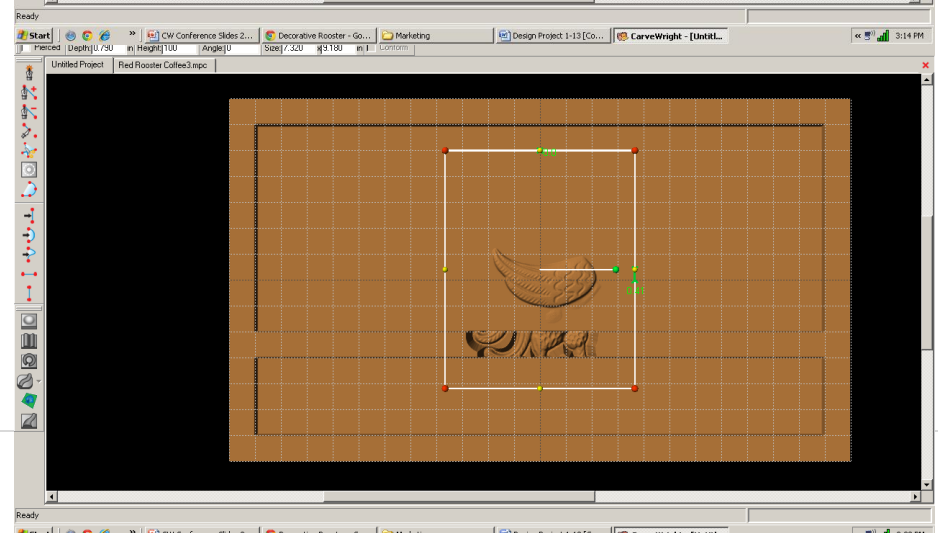 Ready
Start » CW Conference Slides 2... Decorative Rooster - Go... Marketing Design Project 1-13 [Co... CarveWright - [Untitl... « 3:14 PM
Pierced Depth: 0.790 in Height: 100 Angle: 0 Size: 7.320 x 9.180 in Conform
Untitled Project Red Rooster Coffee3.mpc
Ready